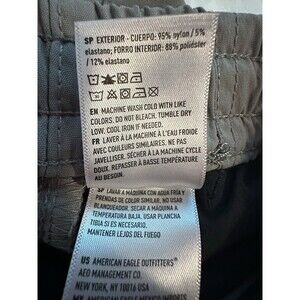 SP EXTERIOR - CUERPO: 95% nylon / 5%
elastano; FORRO INTERIOR: 88% poliéster
/ 12% elastano
EN MACHINE WASH COLD WITH LIKE
COLORS. DO NOT BLEACH. TUMBLE DRY
LOW. COOL IRON IF NEEDED.
FR LAVER À LA MACHINE À L'EAU FROIDE
AVEC COULEURS SIMILAIRES. NE PAS
JAVELLISER. SÉCHER À LA MACHINE CYCLE
DOUX. REPASSER À BASSE TEMPÉRATURE
AU BESOIN.
SP LAVAR A MÁQUINA CON AGUA FRÍA Y
PRENDAS DE COLOR SIMILAR. NO USAR
BLANQUEADOR. SECAR A MÁQUINA A
TEMPERATURA BAJA. USAR PLANCHA
TIBIA SI ES NECESARIO.
MANTENER LEJOS DEL FUEGO
US AMERICAN EAGLE OUTFITTERS®
AEO MANAGEMENT CO.
NEW YORK, NY 10016 USA
AMERICAN EAGLE MEXICO IMPORTS